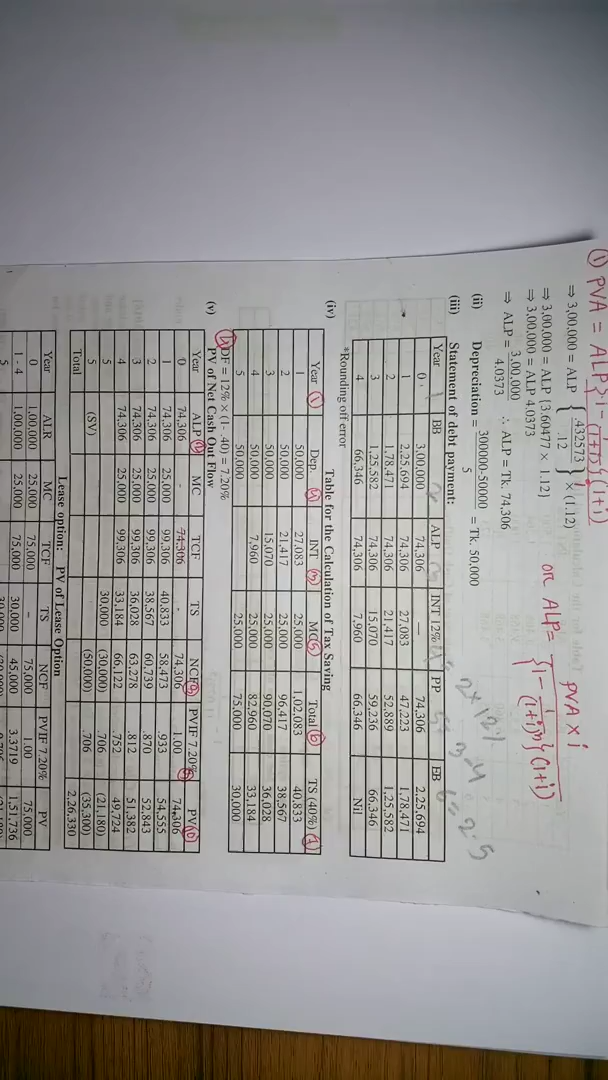 ① PVA = ALP {1 - 1/(1+i)ⁿ} (1+i)
⇒ 3,00,000 = ALP {.432573/.12} × (1.12)
⇒ 3,00,000 = ALP {3.60477 × 1.12}
⇒ 3,00,000 = ALP 4.0373
⇒ ALP = 3,00,000/4.0373 ∴ ALP = Tk. 74,306
or ALP = PVA × i / {1 - 1/(1+i)ⁿ} (1+i)
(ii) Depreciation = 300000-50000/5 = Tk. 50,000
(iii) Statement of debt payment:
2×12% 3-4 6=2-5
Year BB ALP INT 12% PP EB
0 3,00,000 74,306 — 74,306 2,25,694
1 2,25,694 74,306 27,083 47,223 1,78,471
2 1,78,471 74,306 21,417 52,889 1,25,582
3 1,25,582 74,306 15,070 59,236 66,346
4 66,346 74,306 7,960 66,346 Nil
*Rounding off error
(iv) Table for the Calculation of Tax Saving
Year ① Dep. ② INT ③ MC ⑤ Total ⑥ TS (40%) ⑦
1 50,000 27,083 25,000 1,02,083 40,833
2 50,000 21,417 25,000 96,417 38,567
3 50,000 15,070 25,000 90,070 36,028
4 50,000 7,960 25,000 82,960 33,184
5 50,000 25,000 75,000 30,000
DF = 12% × (1-.40) = 7.20%
(v) PV of Net Cash Out Flow
Year ALP MC TCF TS NCF PVIF 7.20% PV ⑩
0 74,306 - 74,306 - 74,306 1.00 74,306
1 74,306 25,000 99,306 40,833 58,473 .933 54,555
2 74,306 25,000 99,306 38,567 60,739 .870 52,843
3 74,306 25,000 99,306 36,028 63,278 .812 51,382
4 74,306 25,000 99,306 33,184 66,122 .752 49,724
5 30,000 (30,000) .706 (21,180)
5 (SV) (50,000) .706 (35,300)
Total 2,26,330
Lease option: PV of Lease Option
Year ALR MC TCF TS NCF PVIF 7.20% PV
0 1,00,000 25,000 75,000 - 75,000 1.00 75,000
1 - 4 1,00,000 25,000 75,000 30,000 45,000 3.3719 1,51,736
5